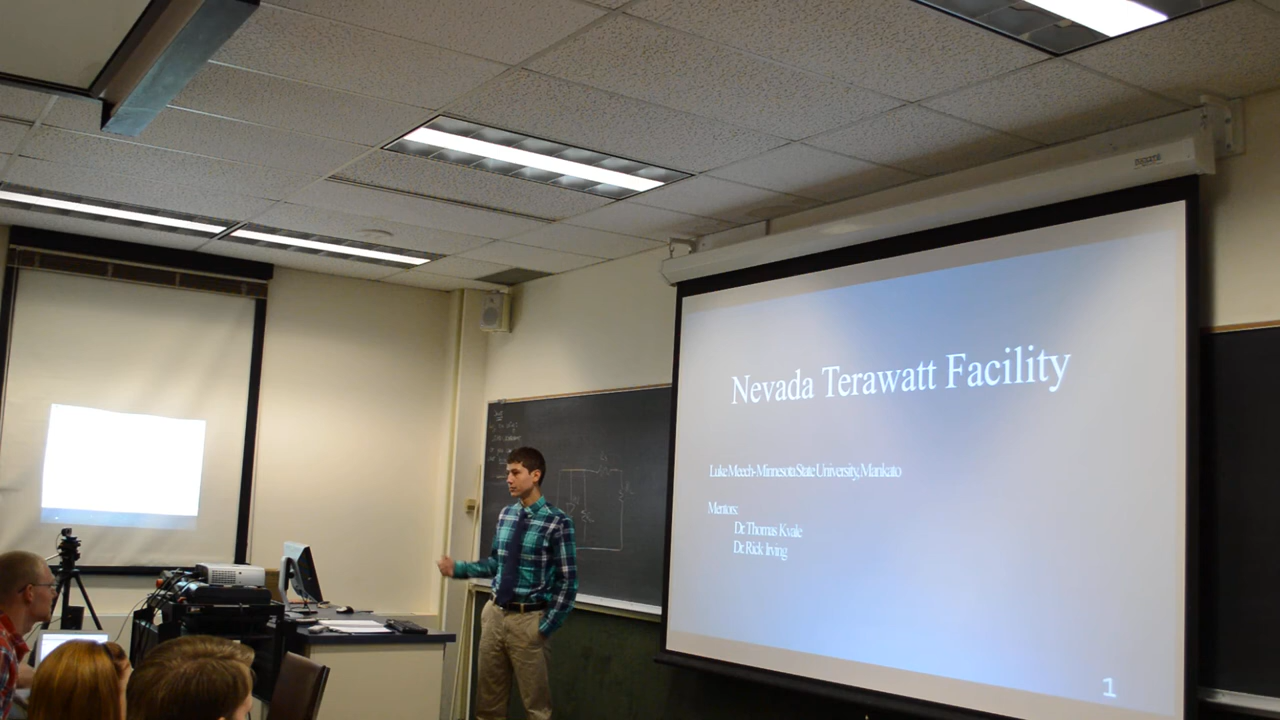 Nevada Terawatt Facility
Luke Meech- Minnesota State University, Mankato
Mentors:
Dr. Thomas Kvale
Dr. Rick Irving
1